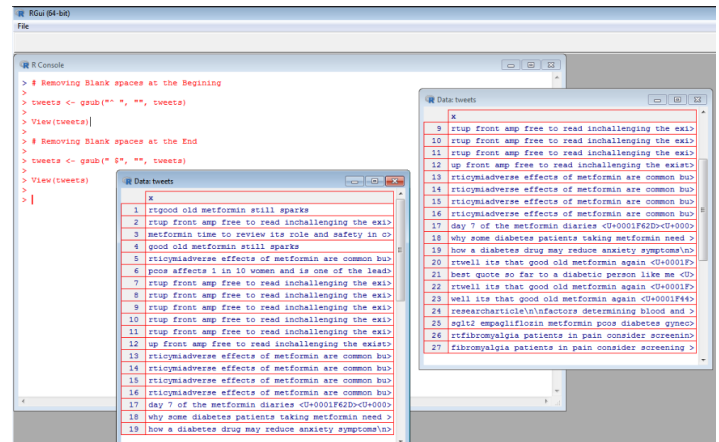 RGui (64-bit)
File
R Console
> # Removing Blank spaces at the Begining
>
> tweets <- gsub("^ ", "", tweets)
>
> View(tweets)
>
> # Removing Blank spaces at the End
>
> tweets <- gsub(" $", "", tweets)
>
> View(tweets)
>
>
Data: tweets
x
1 rtgood old metformin still sparks
2 rtup front amp free to read inchallenging the exi>
3 metformin time to review its role and safety in c>
4 good old metformin still sparks
5 rticymiadverse effects of metformin are common bu>
6 pcos affects 1 in 10 women and is one of the lead>
7 rtup front amp free to read inchallenging the exi>
8 rtup front amp free to read inchallenging the exi>
9 rtup front amp free to read inchallenging the exi>
10 rtup front amp free to read inchallenging the exi>
11 rtup front amp free to read inchallenging the exi>
12 up front amp free to read inchallenging the exist>
13 rticymiadverse effects of metformin are common bu>
14 rticymiadverse effects of metformin are common bu>
15 rticymiadverse effects of metformin are common bu>
16 rticymiadverse effects of metformin are common bu>
17 day 7 of the metformin diaries <U+0001F62D><U+000>
18 why some diabetes patients taking metformin need >
19 how a diabetes drug may reduce anxiety symptoms\n>
Data: tweets
x
9 rtup front amp free to read inchallenging the exi>
10 rtup front amp free to read inchallenging the exi>
11 rtup front amp free to read inchallenging the exi>
12 up front amp free to read inchallenging the exist>
13 rticymiadverse effects of metformin are common bu>
14 rticymiadverse effects of metformin are common bu>
15 rticymiadverse effects of metformin are common bu>
16 rticymiadverse effects of metformin are common bu>
17 day 7 of the metformin diaries <U+0001F62D><U+000>
18 why some diabetes patients taking metformin need >
19 how a diabetes drug may reduce anxiety symptoms\n>
20 rtwell its that good old metformin again <U+0001F>
21 best quote so far to a diabetic person like me <U>
22 rtwell its that good old metformin again <U+0001F>
23 well its that good old metformin again <U+0001F44>
24 researcharticle\n\nfactors determining blood and >
25 sglt2 empagliflozin metformin pcos diabetes gynec>
26 rtfibromyalgia patients in pain consider screenin>
27 fibromyalgia patients in pain consider screening >